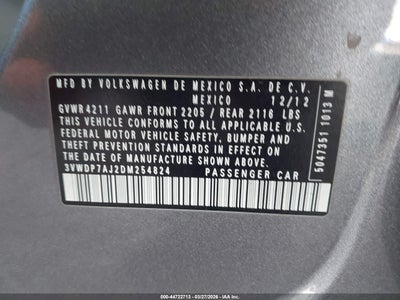 MFD BY VOLKSWAGEN DE MEXICO S.A. DE C.V.
MEXICO 12/12
GVWR 4211 GAWR FRONT 2205 / REAR 2116 LBS
THIS VEHICLE CONFORMS TO ALL APPLICABLE U.S.
FEDERAL MOTOR VEHICLE SAFETY, BUMPER AND
THEFT PREVENTION STANDARDS IN EFFECT ON THE
DATE OF MANUFACTURE SHOWN ABOVE.
3VWDP7AJ2DM254824 PASSENGER CAR
5047351 1013 M
000-44722713 - 03/27/2026 - IAA Inc.